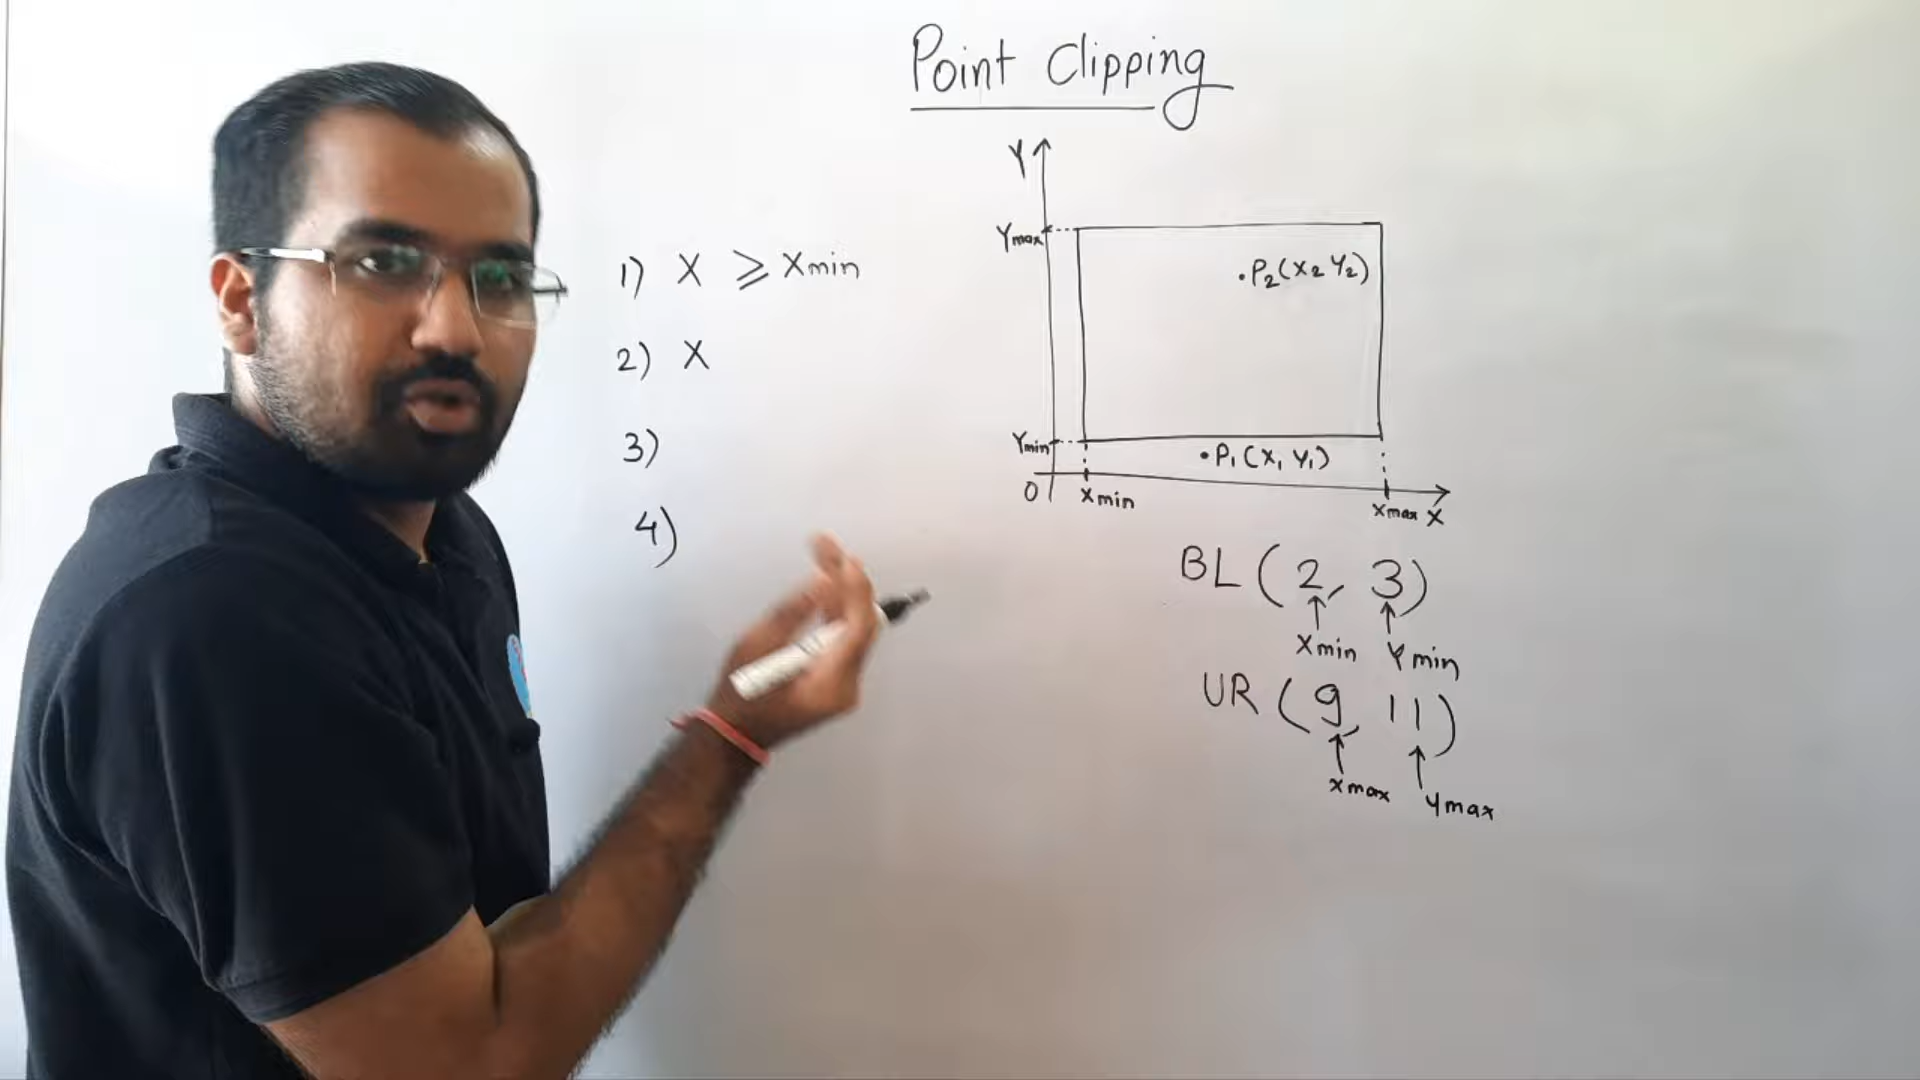 Point Clipping
1) X ⩾ Xmin
2) X
3)
4)
Y
Ymax
.P₂(X₂ Y₂)
Ymin
.P₁(X₁ Y₁)
O
Xmin
Xmax X
BL (2, 3)
Xmin Ymin
UR (9, 11)
Xmax Ymax